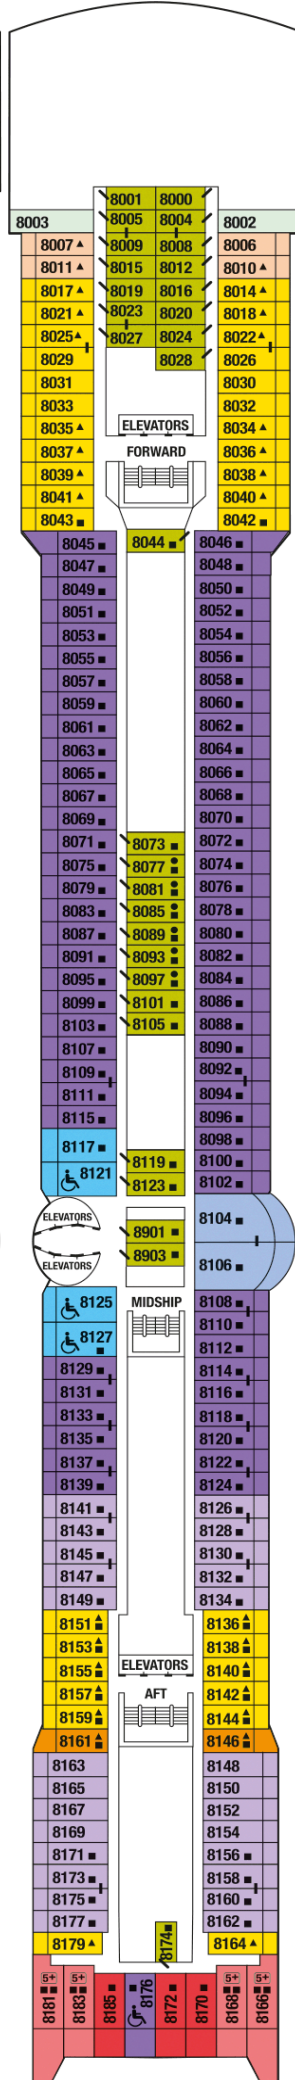 8001 8000
8003 8005 8004 8002
8007 ▲ 8009 8008 8006
8011 ▲ 8015 8012 8010 ▲
8017 ▲ 8019 8016 8014 ▲
8021 ▲ 8023 8020 8018 ▲
8025 ▲ 8027 8024 8022 ▲
8029 8028 8026
8031 8030
8033 8032
8035 ▲ ELEVATORS 8034 ▲
8037 ▲ FORWARD 8036 ▲
8039 ▲ 8038 ▲
8041 ▲ 8040 ▲
8043 ■ 8042 ■
8045 ■ 8044 ■ 8046 ■
8047 ■ 8048 ■
8049 ■ 8050 ■
8051 ■ 8052 ■
8053 ■ 8054 ■
8055 ■ 8056 ■
8057 ■ 8058 ■
8059 ■ 8060 ■
8061 ■ 8062 ■
8063 ■ 8064 ■
8065 ■ 8066 ■
8067 ■ 8068 ■
8069 ■ 8070 ■
8071 ■ 8073 ■ 8072 ■
8075 ■ 8077 8074 ■
8079 ■ 8081 8076 ■
8083 ■ 8085 8078 ■
8087 ■ 8089 8080 ■
8091 ■ 8093 8082 ■
8095 ■ 8097 8084 ■
8099 ■ 8101 ■ 8086 ■
8103 ■ 8105 ■ 8088 ■
8107 ■ 8090 ■
8109 ■ 8092 ■
8111 ■ 8094 ■
8115 ■ 8096 ■
8117 ■ 8098 ■
8119 ■ 8100 ■
8121 8123 ■ 8102 ■
ELEVATORS 8901 ■ 8104 ■
ELEVATORS 8903 ■ 8106 ■
8125 MIDSHIP 8108 ■
8110 ■
8127 ■ 8112 ■
8129 ■ 8114 ■
8131 ■ 8116 ■
8133 ■ 8118 ■
8135 ■ 8120 ■
8137 ■ 8122 ■
8139 ■ 8124 ■
8141 ■ 8126 ■
8143 ■ 8128 ■
8145 ■ 8130 ■
8147 ■ 8132 ■
8149 ■ 8134 ■
8151 8136
8153 8138
8155 ELEVATORS 8140
8157 AFT 8142
8159 8144
8161 8146
8163 8148
8165 8150
8167 8152
8169 8154
8171 ■ 8156 ■
8173 ■ 8158 ■
8175 ■ 8160 ■
8177 ■ 8162 ■
8179 ▲ 8174 ■ 8164 ▲
5+ 5+ 5+ 5+
8181 8183 8185 ■ 8176 ■ 8172 ■ 8170 ■ 8168 8166